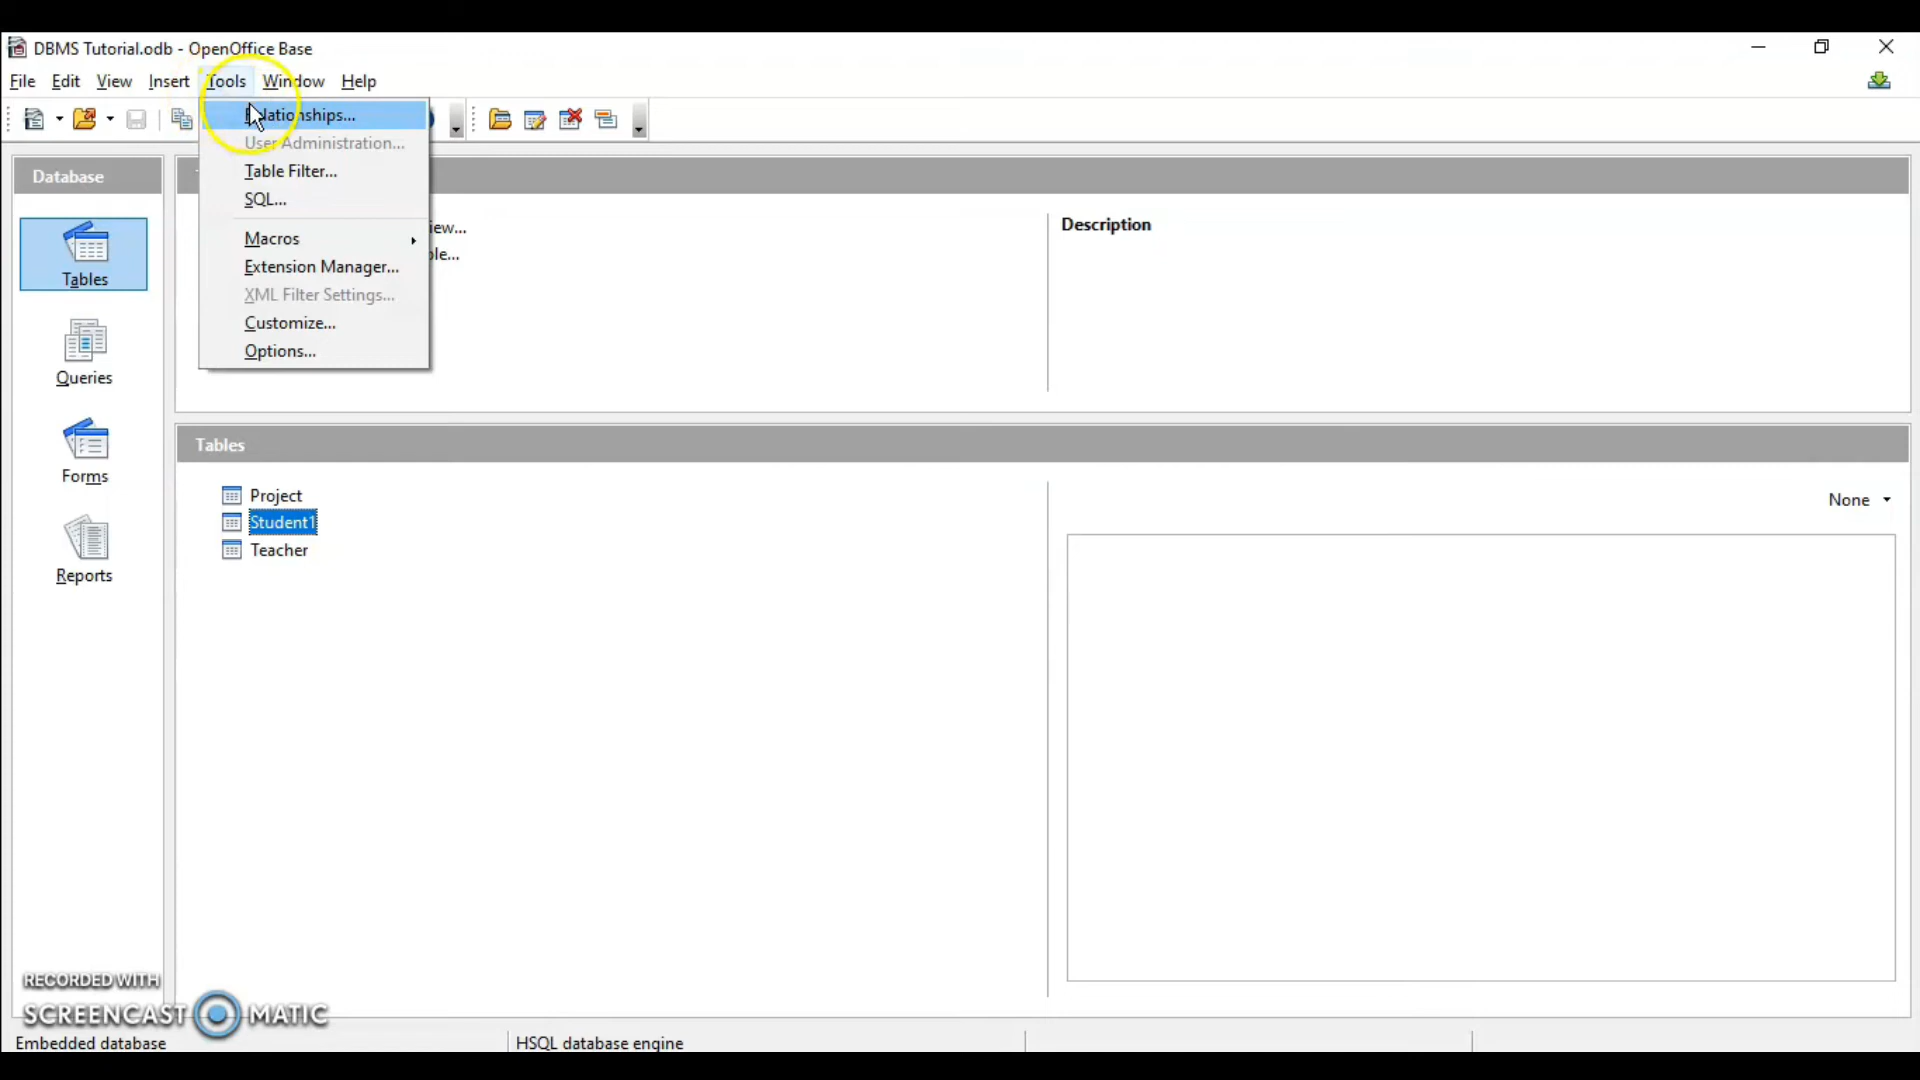 DBMS Tutorial.odb - OpenOffice Base
File Edit View Insert Tools Window Help
Relationships...
User Administration...
Table Filter...
SQL...
Macros
Extension Manager...
XML Filter Settings...
Customize...
Options...
Database
Tables
Queries
Forms
Reports
iew...
ble...
Description
Tables
Project
Student1
Teacher
None
RECORDED WITH
SCREENCAST MATIC
Embedded database
HSQL database engine